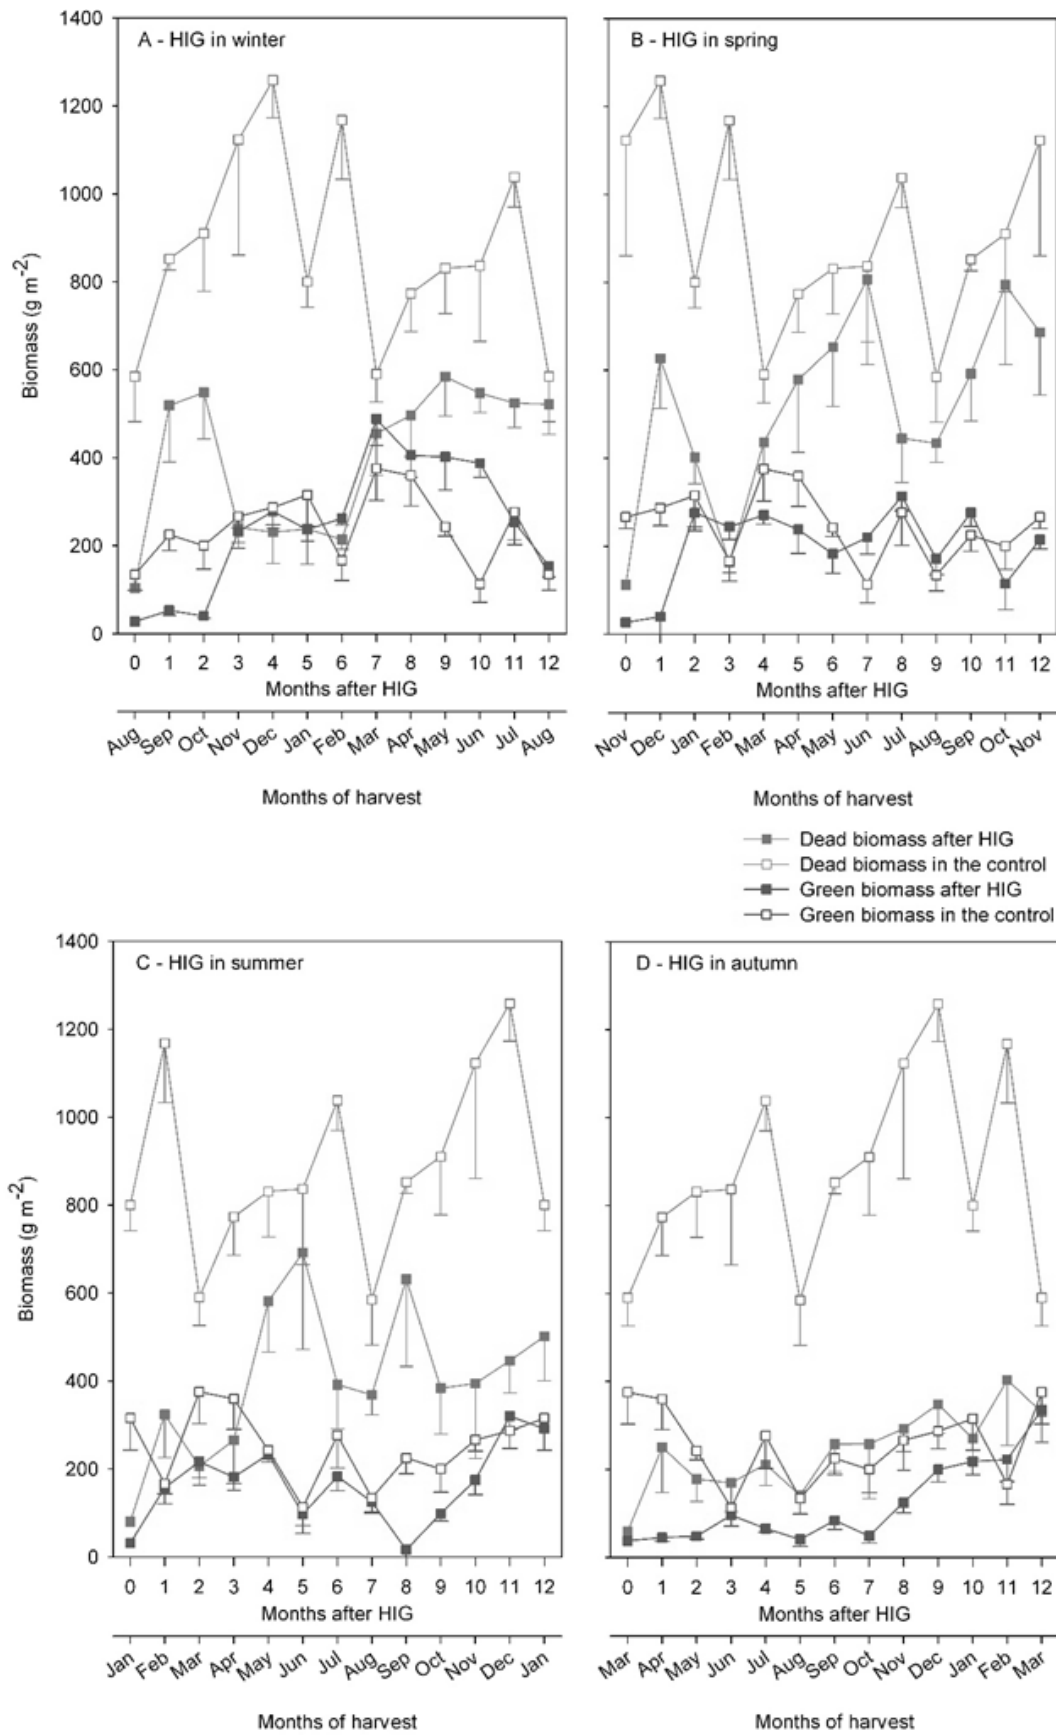 A - HIG in winter
B - HIG in spring
Biomass (g m-2)
1400
1200
1000
800
600
400
200
0
0 1 2 3 4 5 6 7 8 9 10 11 12
Months after HIG
Aug Sep Oct Nov Dec Jan Feb Mar Apr May Jun Jul Aug
Months of harvest
0 1 2 3 4 5 6 7 8 9 10 11 12
Months after HIG
Nov Dec Jan Feb Mar Apr May Jun Jul Aug Sep Oct Nov
Months of harvest
Dead biomass after HIG
Dead biomass in the control
Green biomass after HIG
Green biomass in the control
C - HIG in summer
D - HIG in autumn
Biomass (g m-2)
1400
1200
1000
800
600
400
200
0
0 1 2 3 4 5 6 7 8 9 10 11 12
Months after HIG
Jan Feb Mar Apr May Jun Jul Aug Sep Oct Nov Dec Jan
Months of harvest
0 1 2 3 4 5 6 7 8 9 10 11 12
Months after HIG
Mar Apr May Jun Jul Aug Sep Oct Nov Dec Jan Feb Mar
Months of harvest